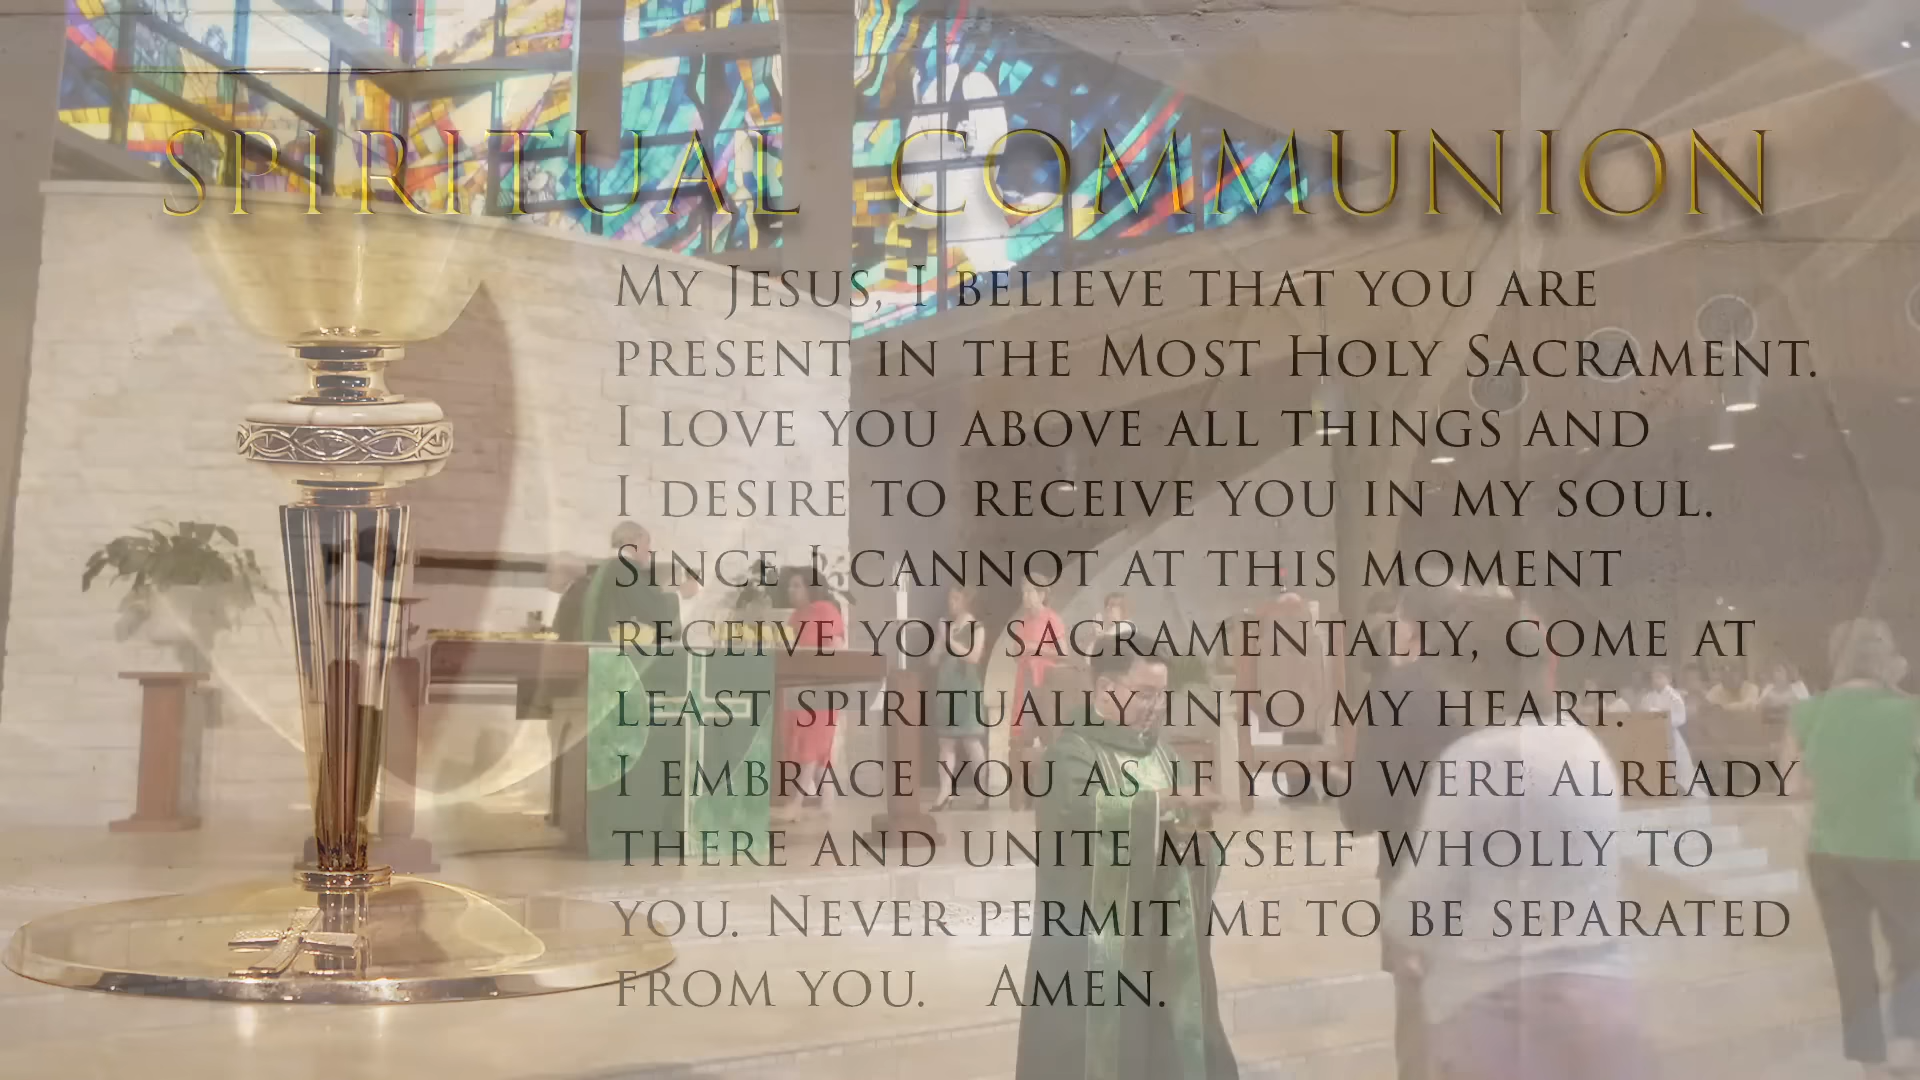 SPIRITUAL COMMUNION
MY JESUS, I BELIEVE THAT YOU ARE
PRESENT IN THE MOST HOLY SACRAMENT.
I LOVE YOU ABOVE ALL THINGS AND
I DESIRE TO RECEIVE YOU IN MY SOUL.
SINCE I CANNOT AT THIS MOMENT
RECEIVE YOU SACRAMENTALLY, COME AT
LEAST SPIRITUALLY INTO MY HEART.
I EMBRACE YOU AS IF YOU WERE ALREADY
THERE AND UNITE MYSELF WHOLLY TO
YOU. NEVER PERMIT ME TO BE SEPARATED
FROM YOU. AMEN.